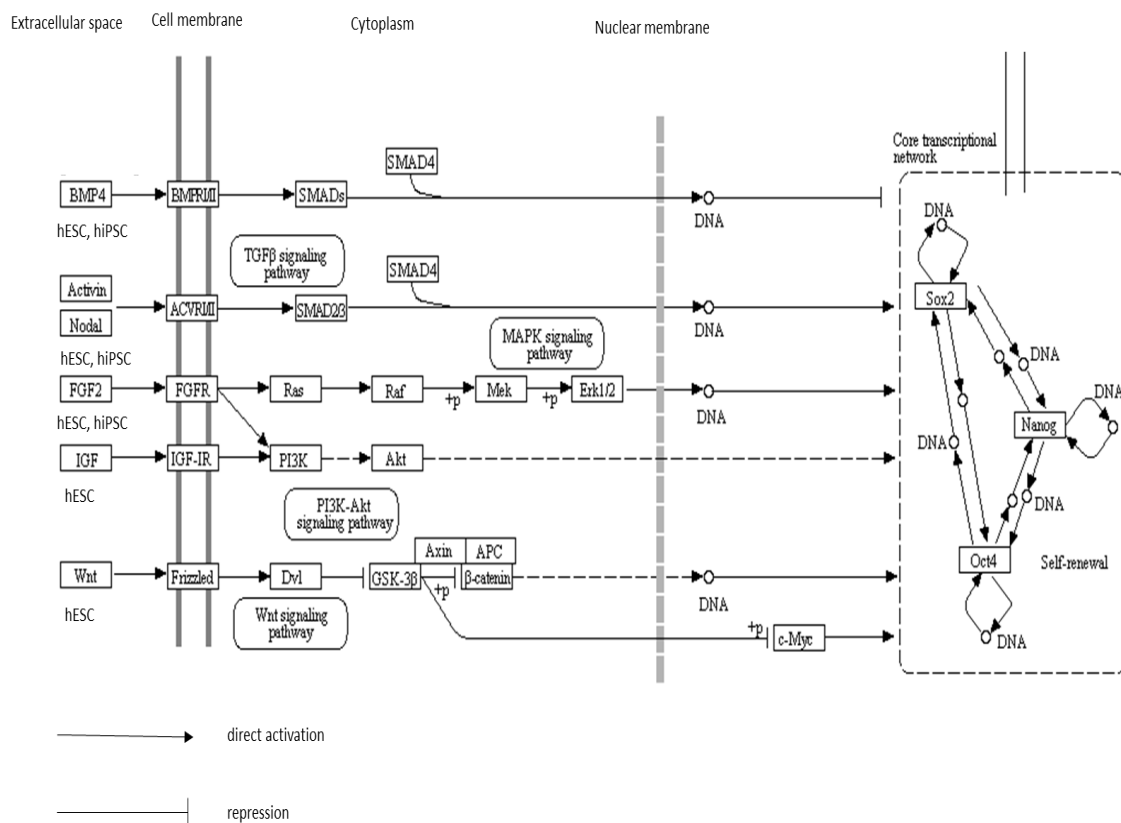 Extracellular space
Cell membrane
Cytoplasm
Nuclear membrane
Core transcriptional
network
SMAD4
BMP4
BMPRI/II
SMADs
DNA
hESC, hiPSC
TGFβ signaling
pathway
DNA
Activin
Nodal
ACVRI/II
SMAD2/3
SMAD4
DNA
Sox2
hESC, hiPSC
MAPK signaling
pathway
DNA
FGF2
FGFR
Ras
Raf
+p
Mek
+p
Erk1/2
DNA
DNA
Nanog
hESC, hiPSC
IGF
IGF-IR
PI3K
Akt
DNA
hESC
PI3K-Akt
signaling pathway
DNA
Wnt
Frizzled
Dvl
GSK-3β
Axin
APC
+p
β-catenin
DNA
Oct4
Self-renewal
hESC
Wnt signaling
pathway
+p
c-Myc
DNA
direct activation
repression